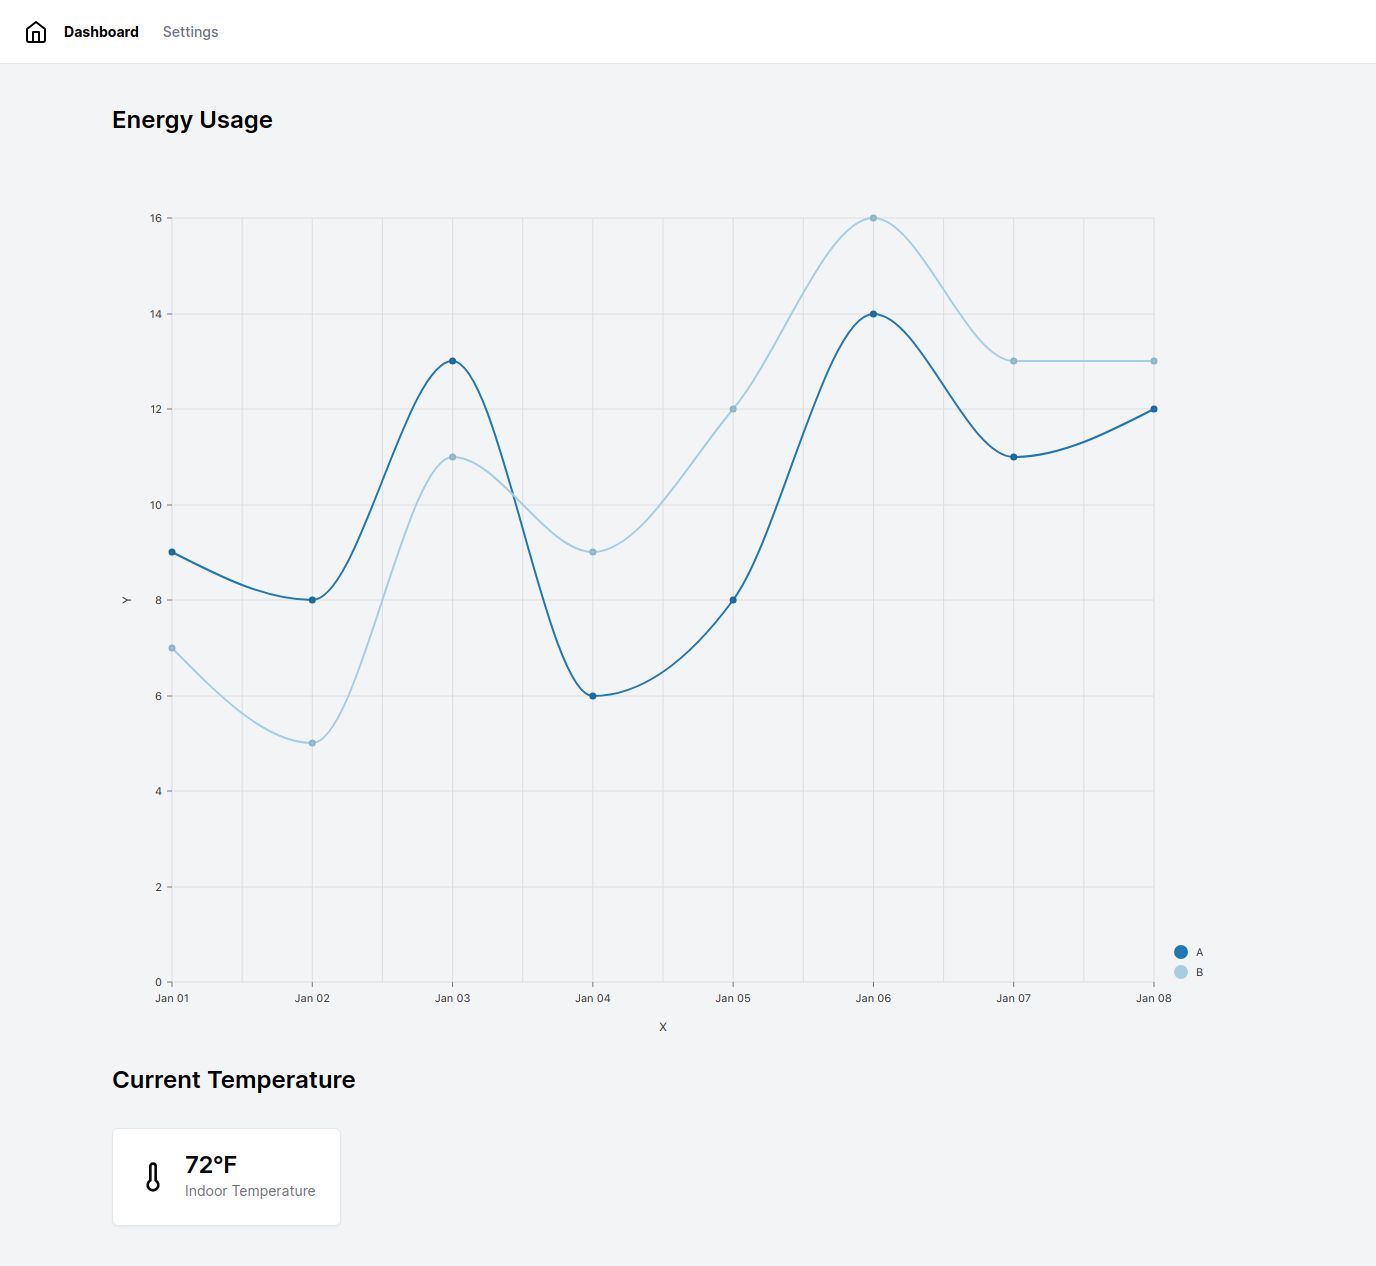 Dashboard Settings
Energy Usage
16
14
12
10
8
6
4
2
0
Y
Jan 01 Jan 02 Jan 03 Jan 04 Jan 05 Jan 06 Jan 07 Jan 08
X
A
B
Current Temperature
72°F
Indoor Temperature